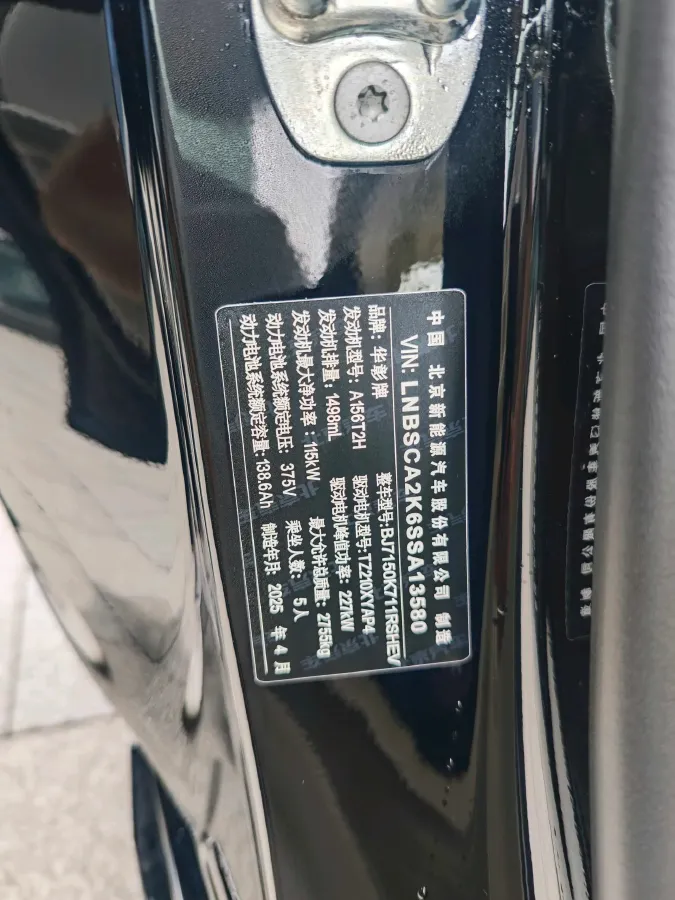 中国 北京新能源汽车股份有限公司 制造
VIN: LNBSCA2K6SSA13580
品牌: 华彰牌 整车型号:BJ7150K711RSHEV
发动机型号: A156T2H 驱动电机型号:TZ210XYAP4
发动机排量: 1498mL 驱动电机峰值功率: 227kW
发动机最大净功率: 115kW 最大允许总质量: 2755kg
动力电池系统额定电压: 375V 乘坐人数: 5人
动力电池系统额定容量:138.6Ah 制造年月: 2025 年 4 月